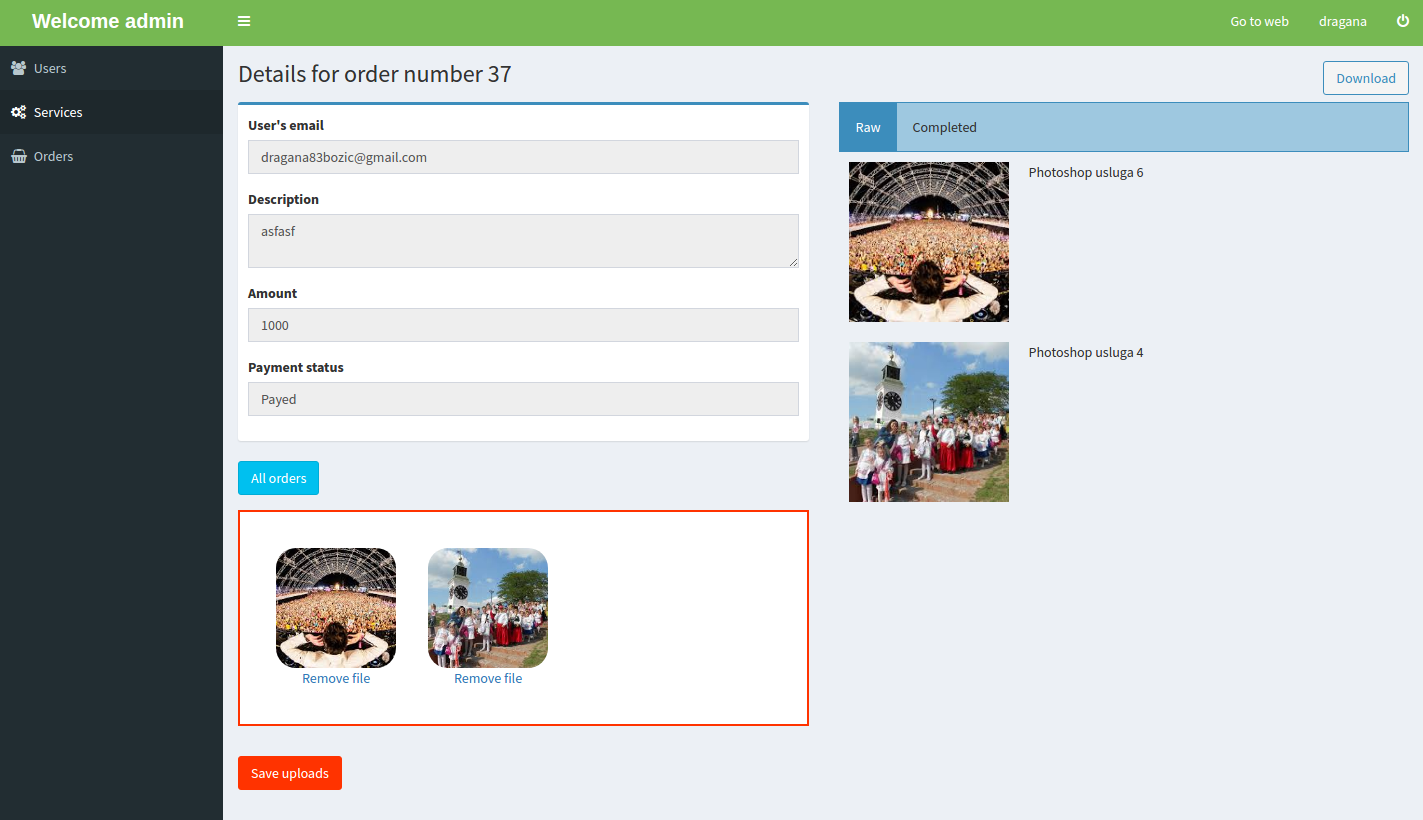 Welcome admin
Go to web
dragana
Users
Services
Orders
Details for order number 37
Download
User's email
dragana83bozic@gmail.com
Description
asfasf
Amount
1000
Payment status
Payed
All orders
Remove file
Remove file
Save uploads
Raw
Completed
Photoshop usluga 6
Photoshop usluga 4